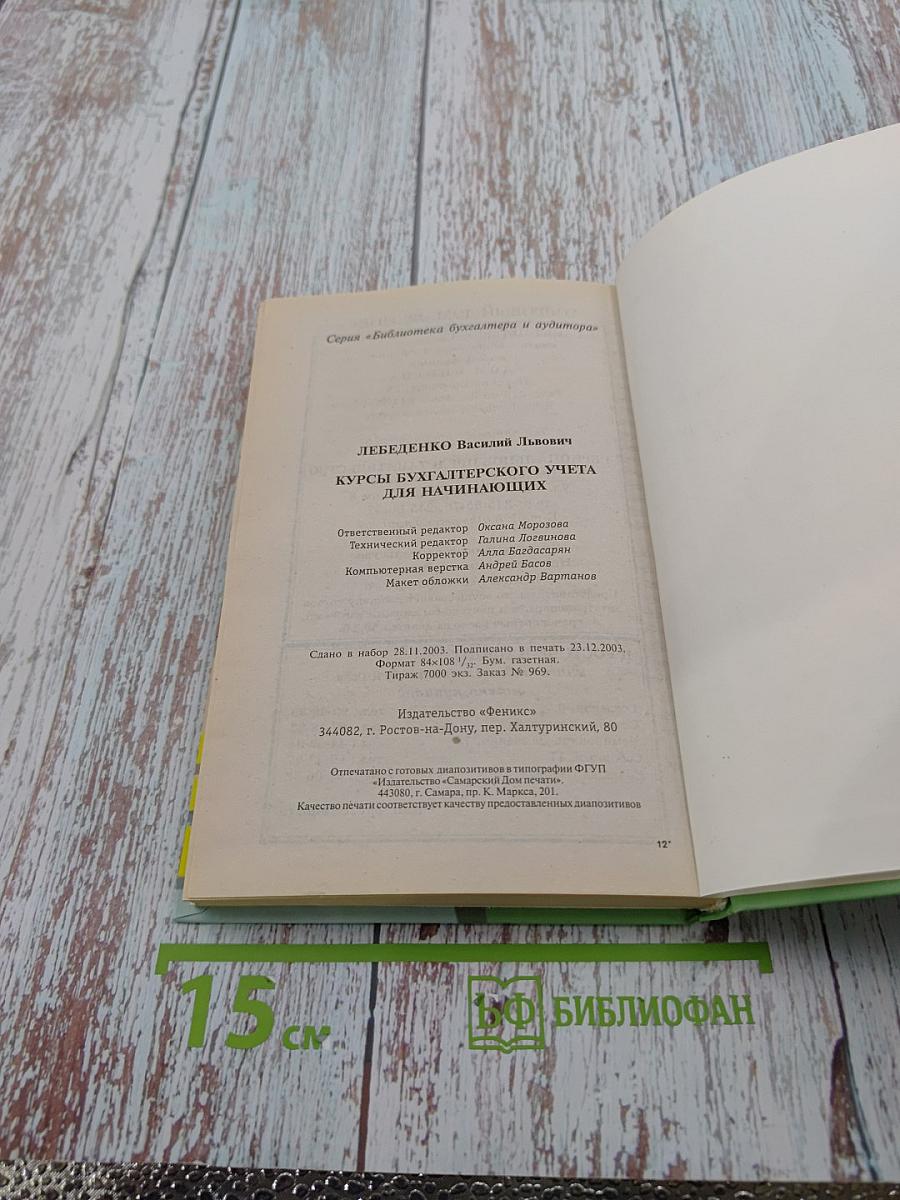 Серия «Библиотека бухгалтера и аудитора»
ЛЕБЕДЕНКО Василий Львович
КУРСЫ БУХГАЛТЕРСКОГО УЧЕТА
ДЛЯ НАЧИНАЮЩИХ
Ответственный редактор Оксана Морозова
Технический редактор Галина Логвинова
Корректор Алла Багдасарян
Компьютерная верстка Андрей Басов
Макет обложки Александр Вартанов
Сдано в набор 28.11.2003. Подписано в печать 23.12.2003.
Формат 84×108 1/32. Бум. газетная.
Тираж 7000 экз. Заказ № 969.
Издательство «Феникс»
344082, г. Ростов-на-Дону, пер. Халтуринский, 80
Отпечатано с готовых диапозитивов в типографии ФГУП
«Издательство «Самарский Дом печати».
443080, г. Самара, пр. К. Маркса, 201.
Качество печати соответствует качеству предоставленных диапозитивов
12*
15 см
БФ БИБЛИОФАН